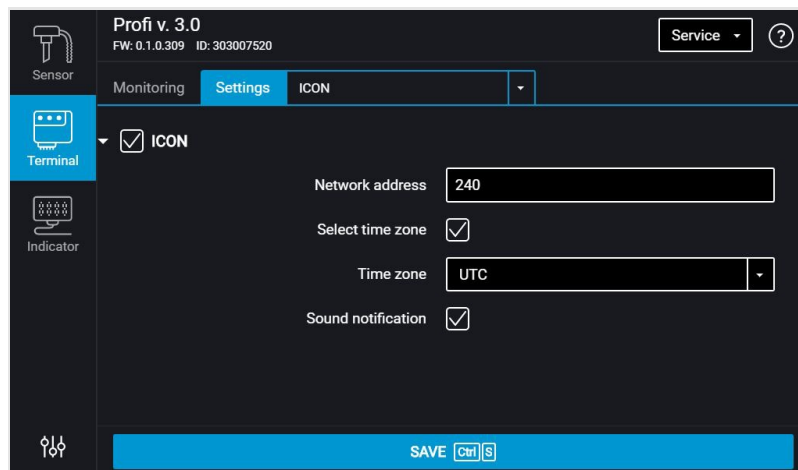 Profi v. 3.0
FW: 0.1.0.309 ID: 303007520
Service
?
Sensor
Monitoring
Settings
ICON
Terminal
ICON
Network address
240
Select time zone
Indicator
Time zone
UTC
Sound notification
SAVE Ctrl S